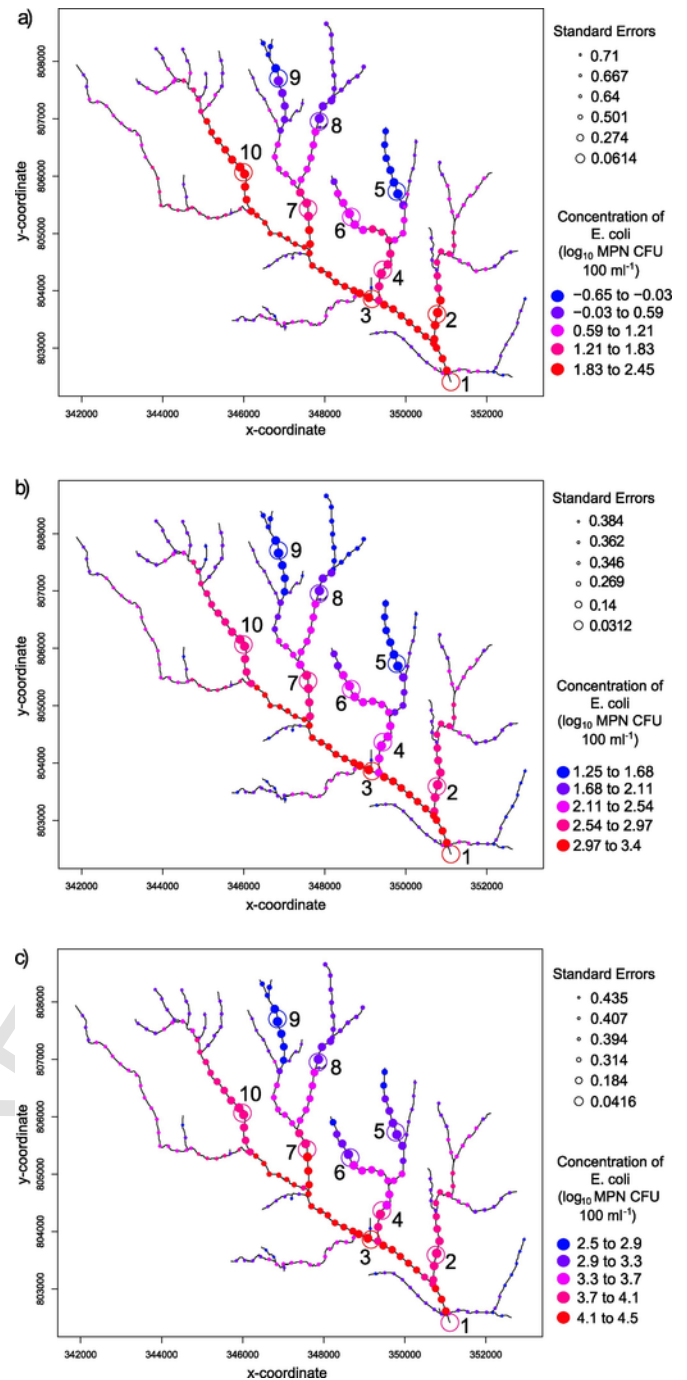 a)
808000
807000
806000
805000
804000
803000
y-coordinate
342000 344000 346000 348000 350000 352000
x-coordinate
9
8
10
5
7
6
4
3
2
1
Standard Errors
0.71
0.667
0.64
0.501
0.274
0.0614
Concentration of
E. coli
(log₁₀ MPN CFU
100 ml⁻¹)
−0.65 to −0.03
−0.03 to 0.59
0.59 to 1.21
1.21 to 1.83
1.83 to 2.45
b)
808000
807000
806000
805000
804000
803000
y-coordinate
342000 344000 346000 348000 350000 352000
x-coordinate
9
8
10
5
7
6
4
3
2
1
Standard Errors
0.384
0.362
0.346
0.269
0.14
0.0312
Concentration of
E. coli
(log₁₀ MPN CFU
100 ml⁻¹)
1.25 to 1.68
1.68 to 2.11
2.11 to 2.54
2.54 to 2.97
2.97 to 3.4
c)
808000
807000
806000
805000
804000
803000
y-coordinate
342000 344000 346000 348000 350000 352000
x-coordinate
9
8
10
5
7
6
4
3
2
1
Standard Errors
0.435
0.407
0.394
0.314
0.184
0.0416
Concentration of
E. coli
(log₁₀ MPN CFU
100 ml⁻¹)
2.5 to 2.9
2.9 to 3.3
3.3 to 3.7
3.7 to 4.1
4.1 to 4.5